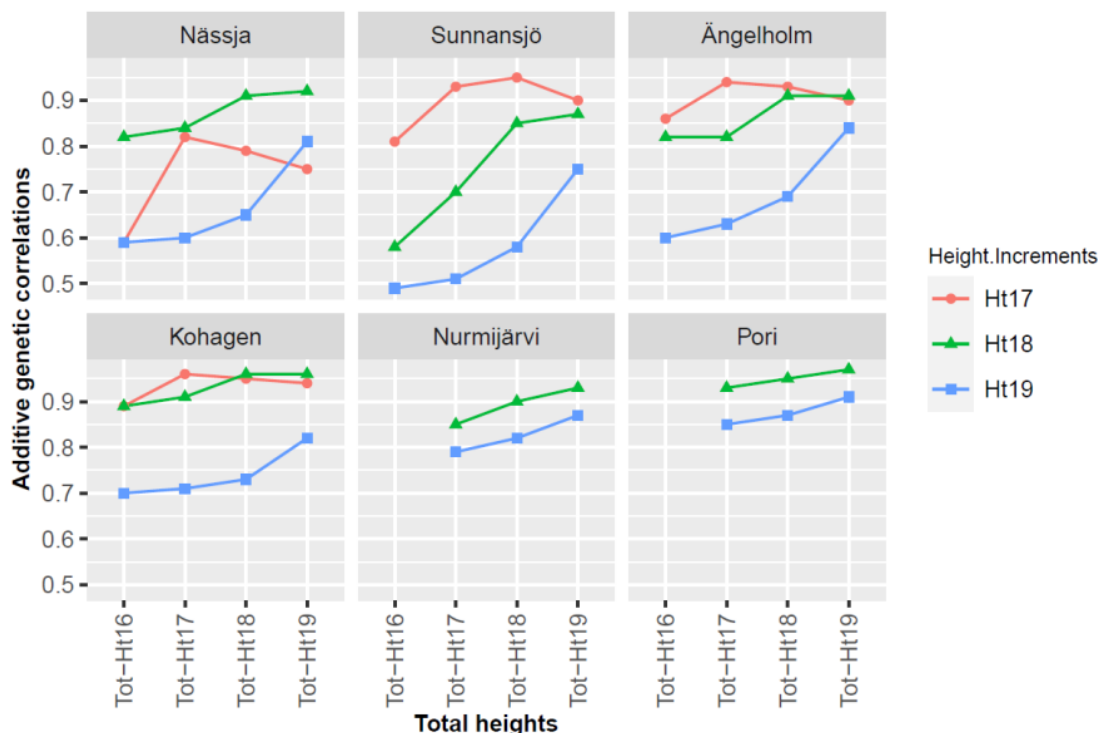 Nässja
Sunnansjö
Ängelholm
0.9
0.8
0.7
0.6
0.5
Kohagen
Nurmijärvi
Pori
0.9
0.8
0.7
0.6
0.5
Additive genetic correlations
Tot−Ht16
Tot−Ht17
Tot−Ht18
Tot−Ht19
Tot−Ht16
Tot−Ht17
Tot−Ht18
Tot−Ht19
Tot−Ht16
Tot−Ht17
Tot−Ht18
Tot−Ht19
Total heights
Height.Increments
Ht17
Ht18
Ht19